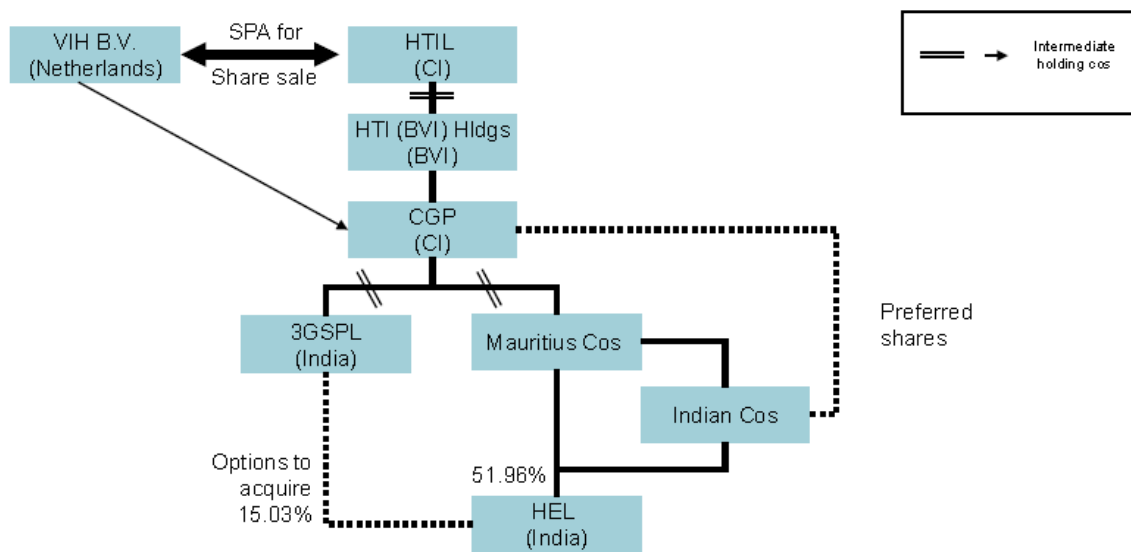 VIH B.V.
(Netherlands)
SPA for
Share sale
HTIL
(CI)
Intermediate
holding cos
HTI (BVI) Hldgs
(BVI)
CGP
(CI)
3GSPL
(India)
Mauritius Cos
Preferred
shares
Indian Cos
Options to
acquire
15.03%
51.96%
HEL
(India)